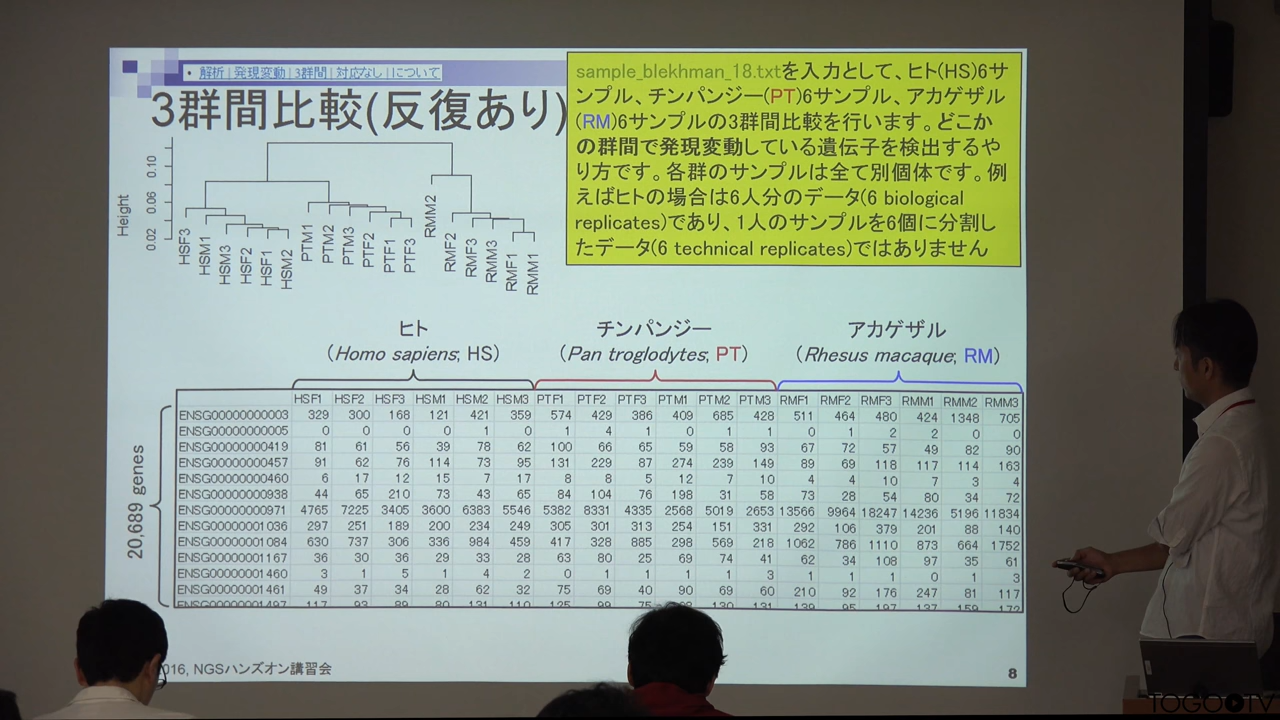 ・ 解析 | 発現変動 | 3群間 | 対応なし | について
3群間比較(反復あり)
sample_blekhman_18.txtを入力として、ヒト(HS)6サ
ンプル、チンパンジー(PT)6サンプル、アカゲザル
(RM)6サンプルの3群間比較を行います。どこか
の群間で発現変動している遺伝子を検出するや
り方です。各群のサンプルは全て別個体です。例
えばヒトの場合は6人分のデータ(6 biological
replicates)であり、1人のサンプルを6個に分割し
たデータ(6 technical replicates)ではありません
Height
0.02 0.06 0.10
HSF3 HSM1 HSM3 HSF2 HSF1 HSM2 PTM1 PTM2 PTM3 PTF2 PTF1 PTF3 RMM2 RMF2 RMF3 RMM3 RMF1 RMM1
ヒト チンパンジー アカゲザル
(Homo sapiens; HS) (Pan troglodytes; PT) (Rhesus macaque; RM)
20,689 genes
HSF1 HSF2 HSF3 HSM1 HSM2 HSM3 PTF1 PTF2 PTF3 PTM1 PTM2 PTM3 RMF1 RMF2 RMF3 RMM1 RMM2 RMM3
ENSG00000000003 329 300 168 121 421 359 574 429 386 409 685 428 511 464 480 424 1348 705
ENSG00000000005 0 0 0 0 1 0 1 4 1 0 1 1 0 1 2 2 0 0
ENSG00000000419 81 61 56 39 78 62 100 66 65 59 58 93 67 72 57 49 82 90
ENSG00000000457 91 62 76 114 73 95 131 229 87 274 239 149 89 69 118 117 114 163
ENSG00000000460 6 17 12 15 7 17 8 8 5 12 7 10 4 4 10 7 3 4
ENSG00000000938 44 65 210 73 43 65 84 104 76 198 31 58 73 28 54 80 34 72
ENSG00000000971 4765 7225 3405 3600 6383 5546 5382 8331 4335 2568 5019 2653 13566 9964 18247 14236 5196 11834
ENSG00000001036 297 251 189 200 234 249 305 301 313 254 151 331 292 106 379 201 88 140
ENSG00000001084 630 737 306 336 984 459 417 328 885 298 569 218 1062 786 1110 873 664 1752
ENSG00000001167 36 30 36 29 33 28 63 80 25 69 74 41 62 34 108 97 35 61
ENSG00000001460 3 1 5 1 4 2 0 1 1 1 1 3 1 1 1 0 1 3
ENSG00000001461 49 37 34 28 62 32 75 69 40 90 69 60 210 92 176 247 81 117
ENSG00000001497 117 93 89 80 131 110 125 99 130 131 139 95 197 137 159 172
016, NGSハンズオン講習会
8
TOGOTV